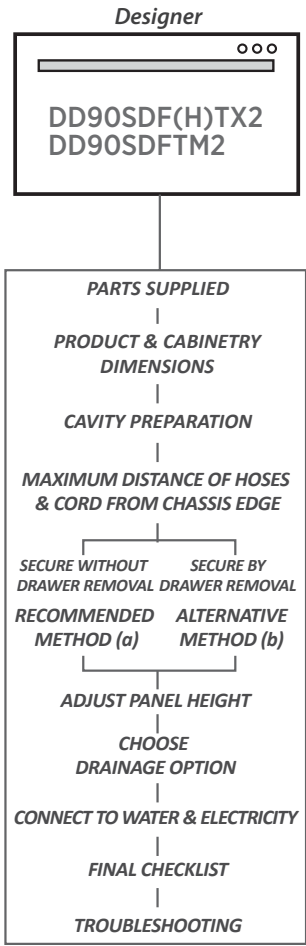 Designer
DD90SDF(H)TX2
DD90SDFTM2
PARTS SUPPLIED
PRODUCT & CABINETRY
DIMENSIONS
CAVITY PREPARATION
MAXIMUM DISTANCE OF HOSES
& CORD FROM CHASSIS EDGE
SECURE WITHOUT
DRAWER REMOVAL
RECOMMENDED
METHOD (a)
SECURE BY
DRAWER REMOVAL
ALTERNATIVE
METHOD (b)
ADJUST PANEL HEIGHT
CHOOSE
DRAINAGE OPTION
CONNECT TO WATER & ELECTRICITY
FINAL CHECKLIST
TROUBLESHOOTING